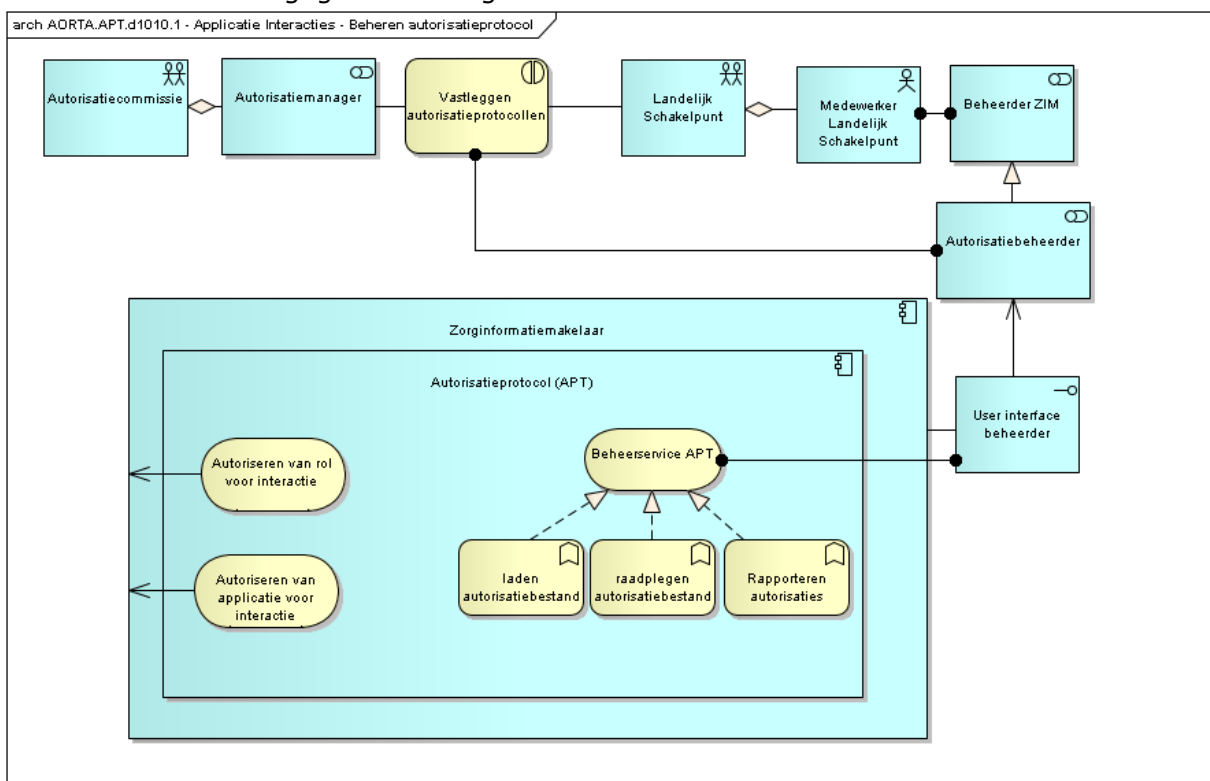 arch AORTA.APT.d1010.1 - Applicatie Interacties - Beheren autorisatieprotocol
Autorisatiecommissie
Autorisatiemanager
Vastleggen
autorisatieprotocollen
Landelijk
Schakelpunt
Medewerker
Landelijk
Schakelpunt
Beheerder ZIM
Autorisatiebeheerder
Zorginformatiemakelaar
Autorisatieprotocol (APT)
User interface
beheerder
Autoriseren van rol
voor interactie
Beheerservice APT
laden
autorisatiebestand
raadplegen
autorisatiebestand
Rapporteren
autorisaties
Autoriseren van
applicatie voor
interactie